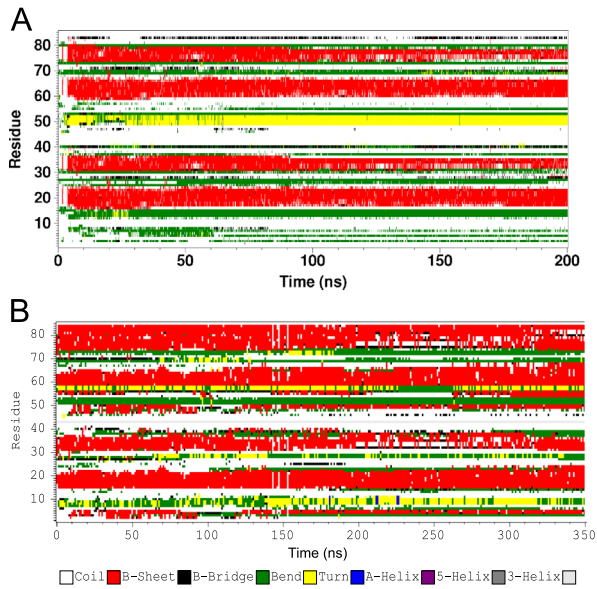 A
80
70
60
50
40
30
20
10
Residue
0 50 100 150 200
Time (ns)
B
80
70
60
50
40
30
20
10
Residue
0 50 100 150 200 250 300 350
Time (ns)
Coil B-Sheet B-Bridge Bend Turn A-Helix 5-Helix 3-Helix